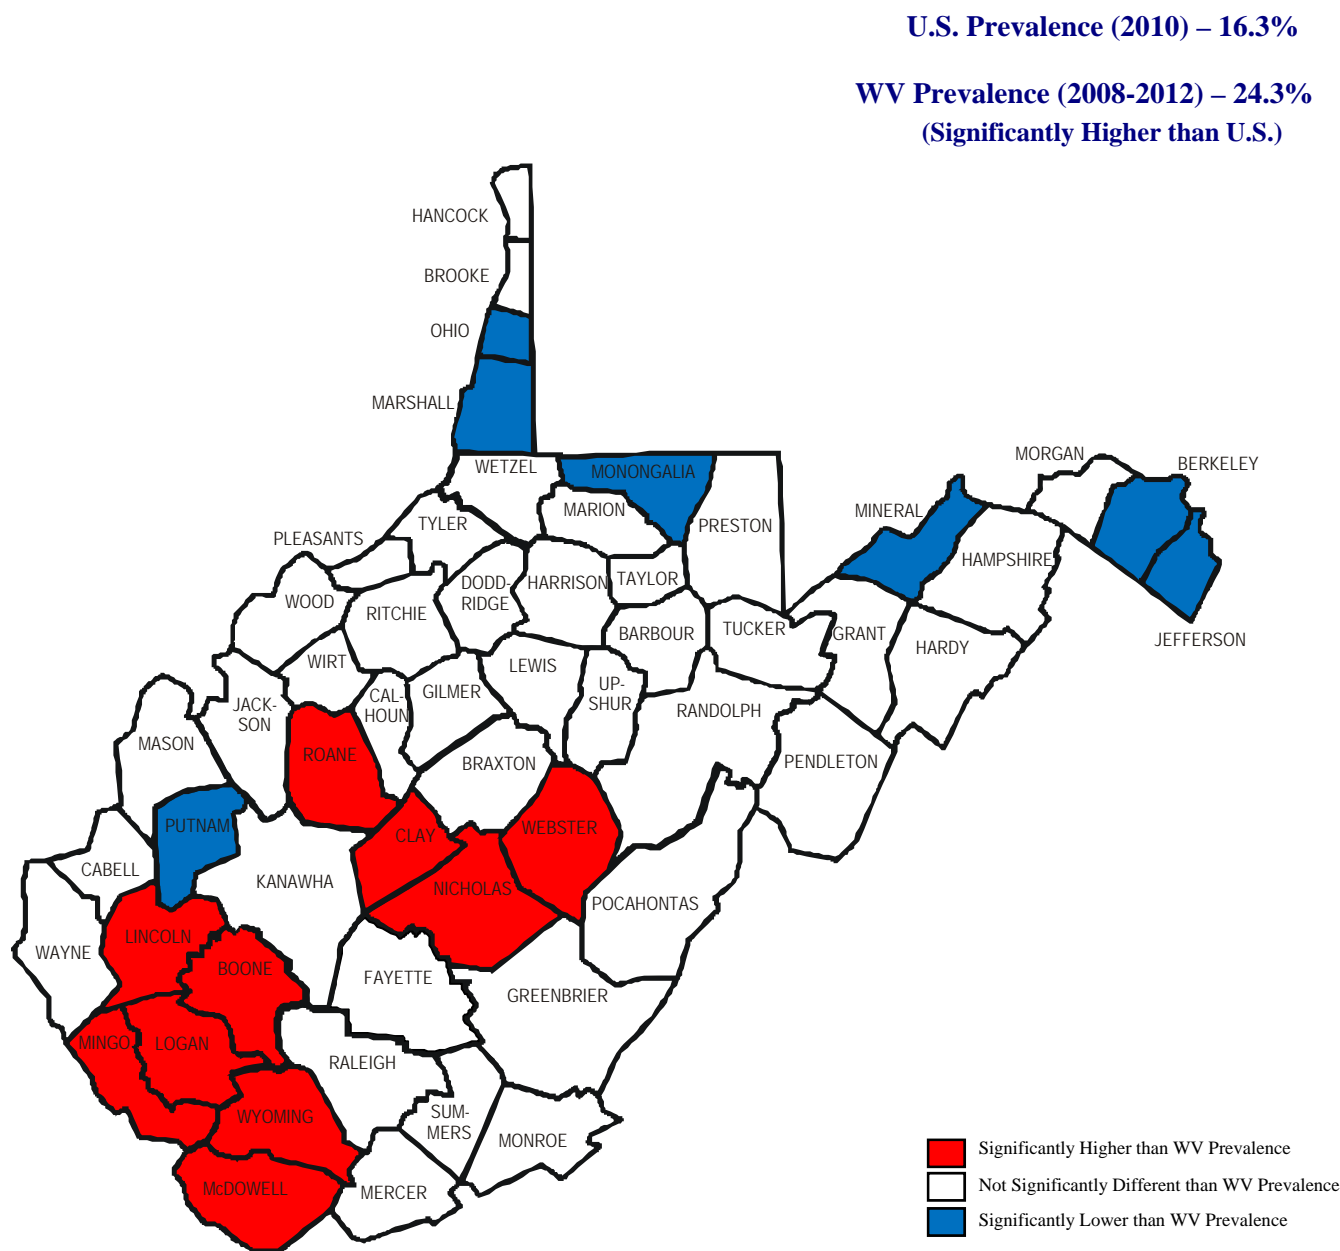 U.S. Prevalence (2010) – 16.3%
WV Prevalence (2008-2012) – 24.3%
(Significantly Higher than U.S.)
HANCOCK
BROOKE
OHIO
MARSHALL
WETZEL
MONONGALIA
MORGAN
BERKELEY
MARION
MINERAL
TYLER
PRESTON
PLEASANTS
HAMPSHIRE
DODD-
RIDGE
HARRISON
TAYLOR
WOOD
RITCHIE
BARBOUR
TUCKER
GRANT
HARDY
JEFFERSON
WIRT
LEWIS
CAL-
HOUN
GILMER
UP-
SHUR
JACK-
SON
RANDOLPH
MASON
ROANE
BRAXTON
PENDLETON
PUTNAM
CLAY
WEBSTER
CABELL
KANAWHA
NICHOLAS
POCAHONTAS
LINCOLN
WAYNE
BOONE
FAYETTE
GREENBRIER
MINGO
LOGAN
RALEIGH
WYOMING
SUM-
MERS
MONROE
McDOWELL
MERCER
Significantly Higher than WV Prevalence
Not Significantly Different than WV Prevalence
Significantly Lower than WV Prevalence